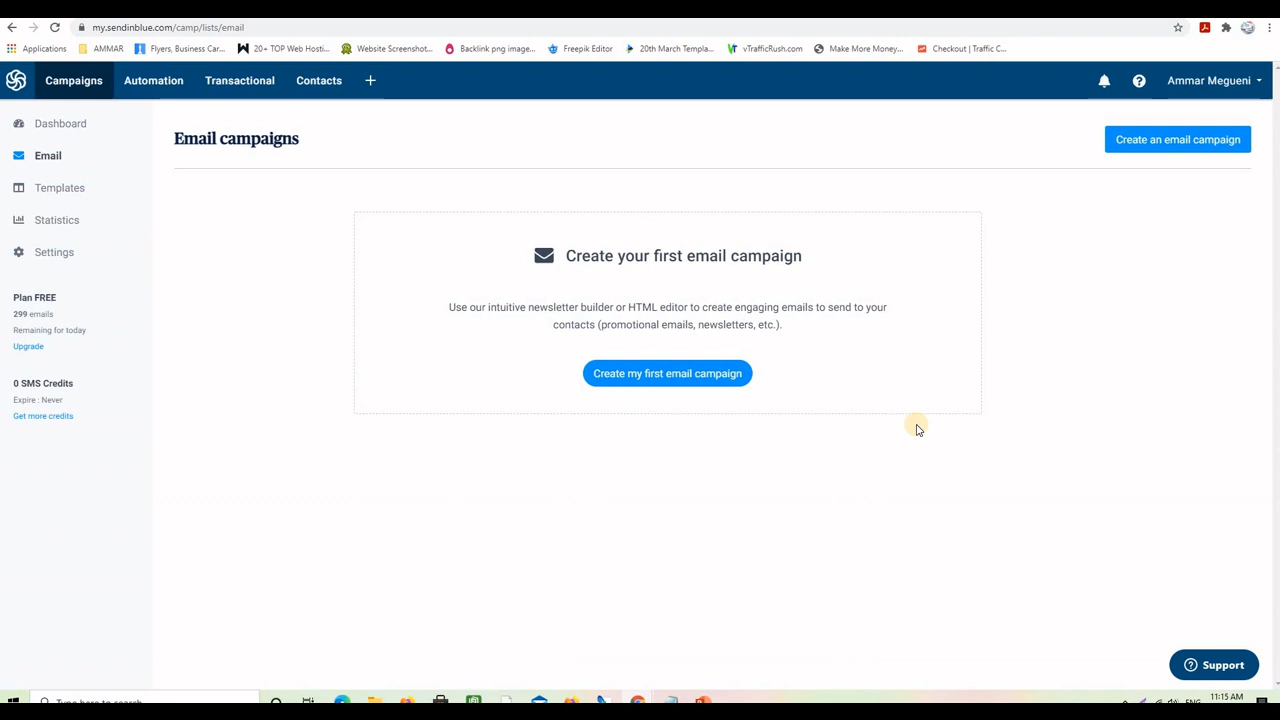 my.sendinblue.com/camp/lists/email
Applications
AMMAR
Flyers, Business Car...
20+ TOP Web Hosti...
Website Screenshot...
Backlink png image...
Freepik Editor
20th March Templa...
vTrafficRush.com
Make More Money...
Checkout | Traffic C...
Campaigns
Automation
Transactional
Contacts
+
Ammar Megueni
Dashboard
Email
Templates
Statistics
Settings
Plan FREE
299 emails
Remaining for today
Upgrade
0 SMS Credits
Expire : Never
Get more credits
Email campaigns
Create an email campaign
Create your first email campaign
Use our intuitive newsletter builder or HTML editor to create engaging emails to send to your
contacts (promotional emails, newsletters, etc.).
Create my first email campaign
Support
Type here to search
ENG
11:15 AM